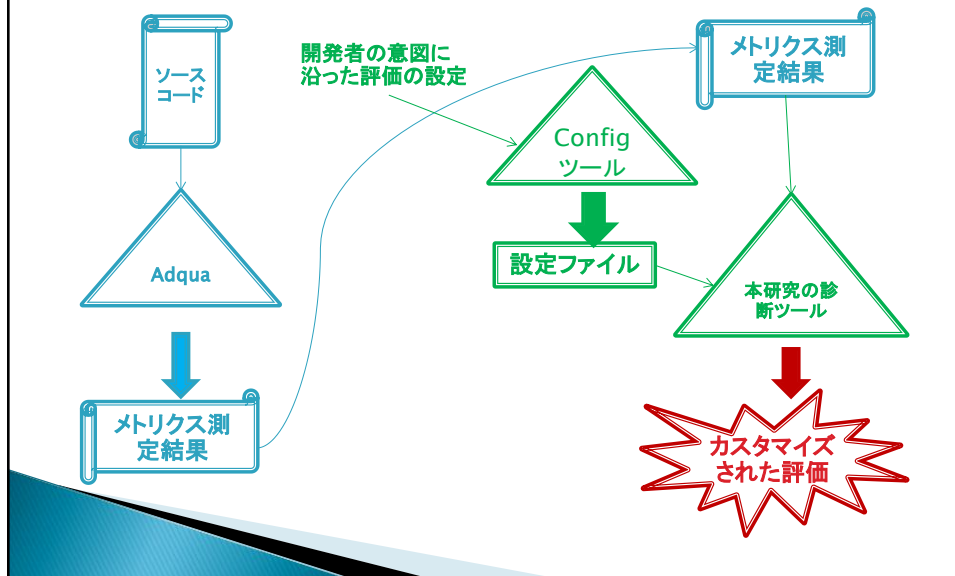 ソース
コード
Adqua
メトリクス測
定結果
開発者の意図に
沿った評価の設定
Config
ツール
設定ファイル
メトリクス測
定結果
本研究の診
断ツール
カスタマイズ
された評価